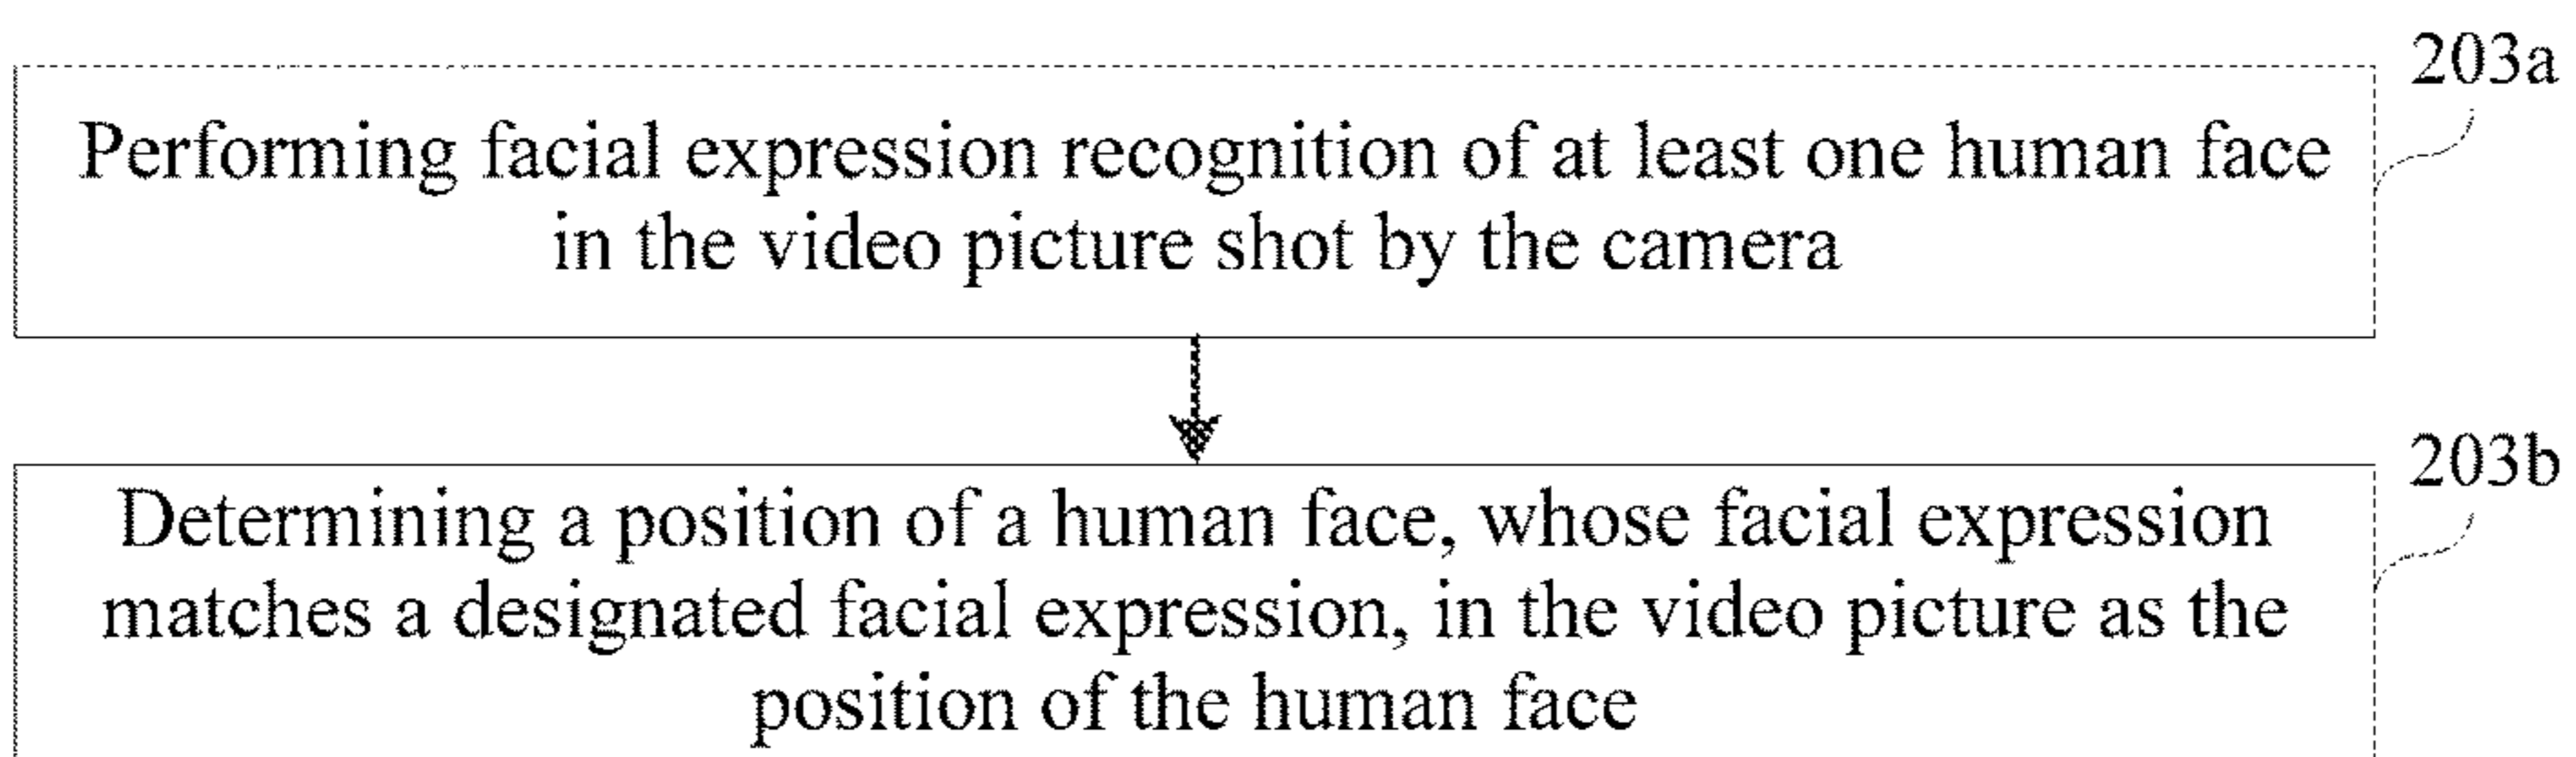 203a
Performing facial expression recognition of at least one human face
in the video picture shot by the camera
203b
Determining a position of a human face, whose facial expression
matches a designated facial expression, in the video picture as the
position of the human face